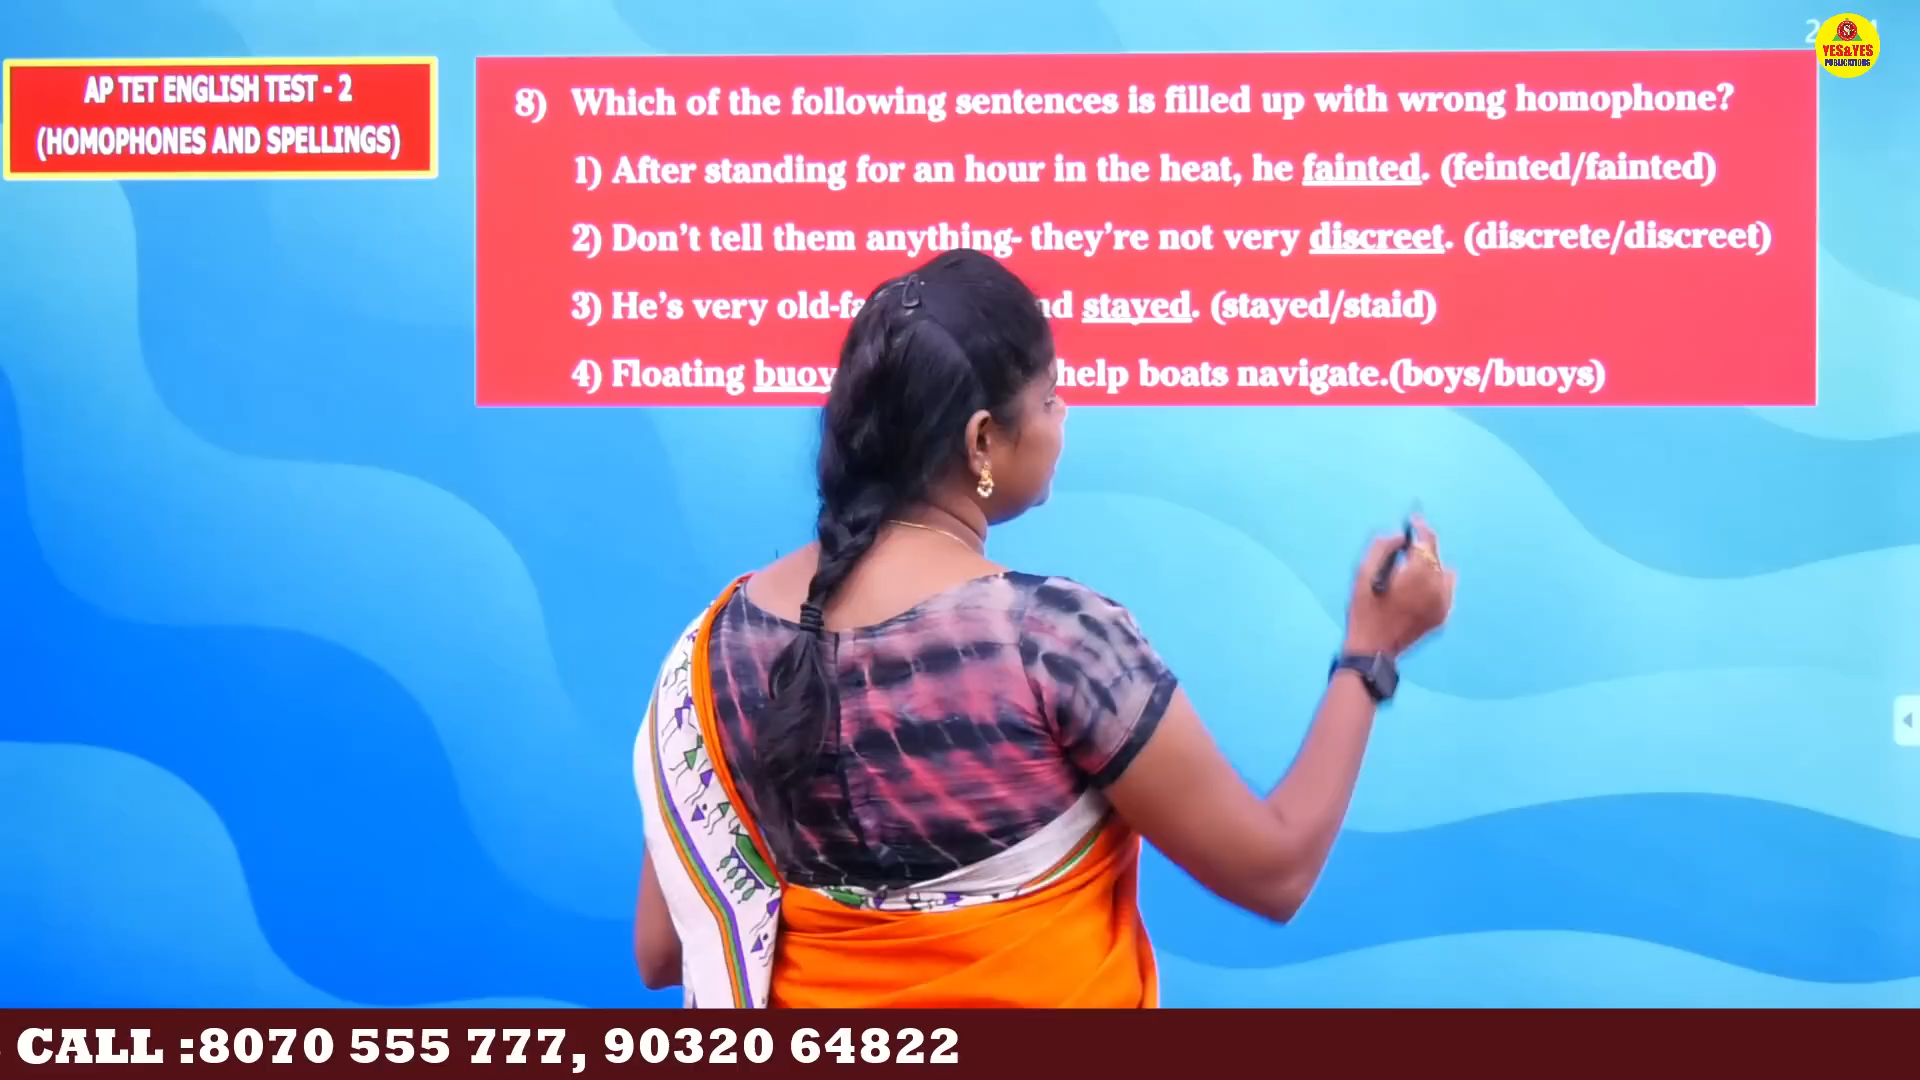 AP TET ENGLISH TEST - 2
(HOMOPHONES AND SPELLINGS)
YES&YES
PUBLICATIONS
8) Which of the following sentences is filled up with wrong homophone?
1) After standing for an hour in the heat, he fainted. (feinted/fainted)
2) Don't tell them anything- they're not very discreet. (discrete/discreet)
3) He's very old-fa nd stayed. (stayed/staid)
4) Floating buoy help boats navigate.(boys/buoys)
CALL :8070 555 777, 90320 64822